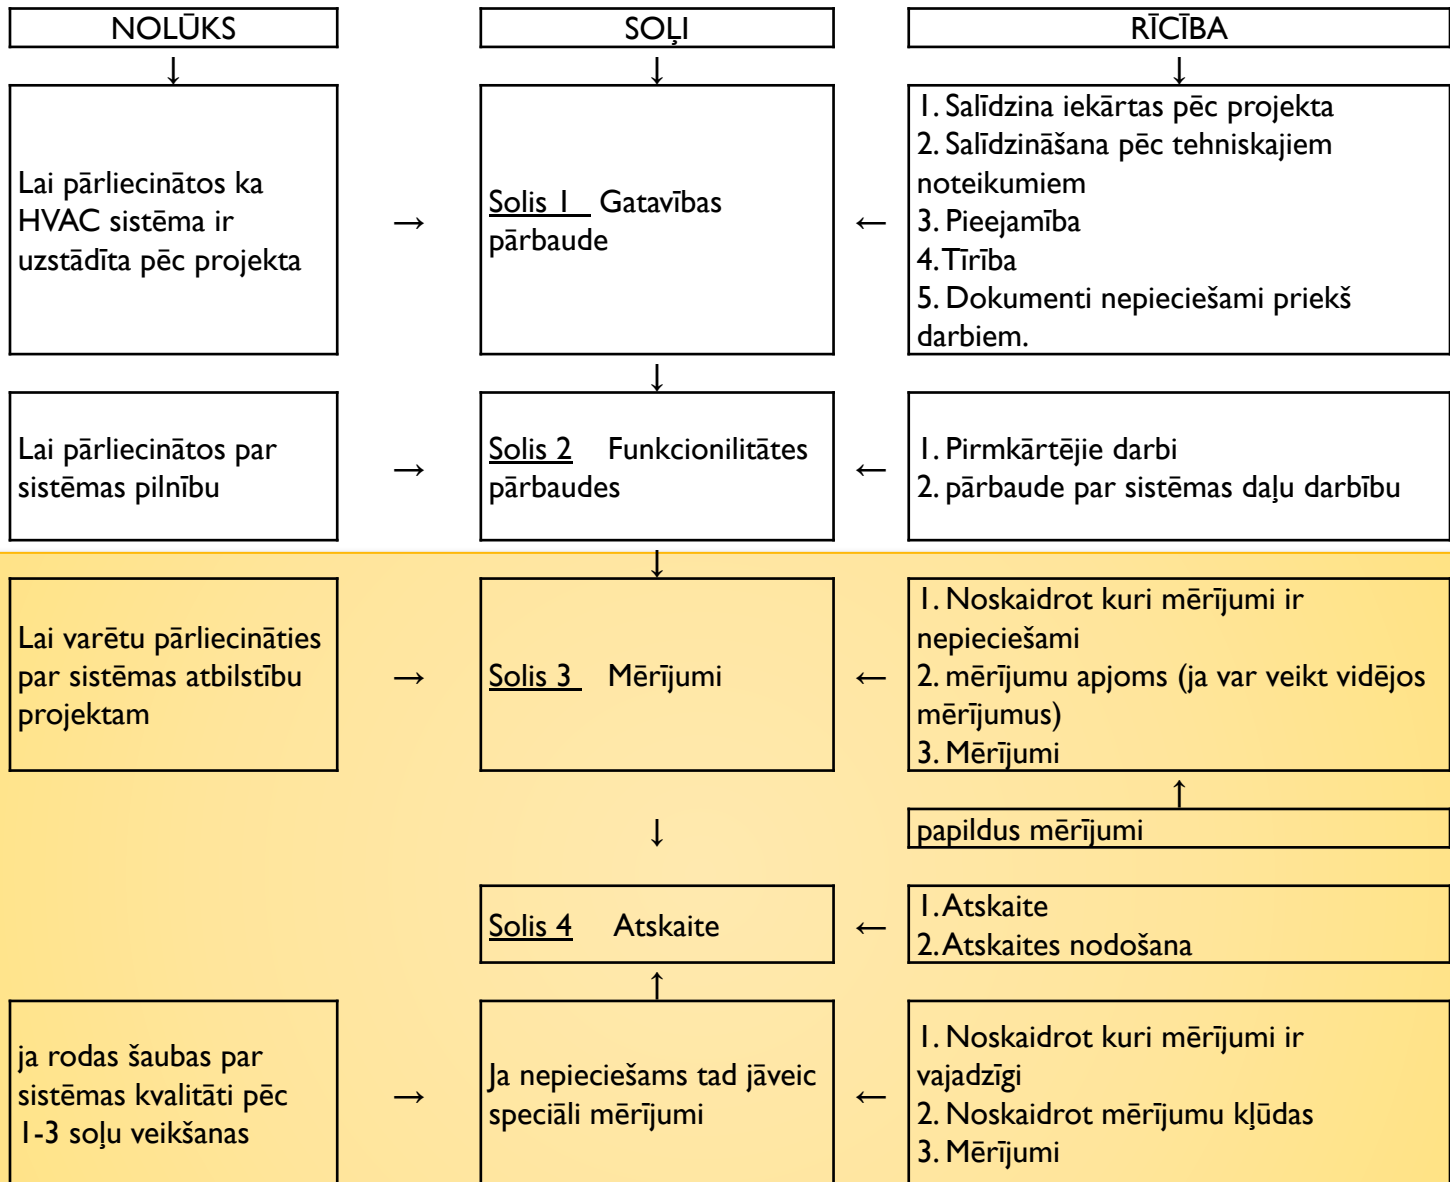 NOLŪKS
SOĻI
RĪCĪBA
↓
↓
↓
Lai pārliecinātos ka
HVAC sistēma ir
uzstādīta pēc projekta
→
Solis 1 Gatavības
pārbaude
←
1. Salīdzina iekārtas pēc projekta
2. Salīdzināšana pēc tehniskajiem
noteikumiem
3. Pieejamība
4. Tīrība
5. Dokumenti nepieciešami priekš
darbiem.
↓
Lai pārliecinātos par
sistēmas pilnību
→
Solis 2 Funkcionilitātes
pārbaudes
←
1. Pirmkārtējie darbi
2. pārbaude par sistēmas daļu darbību
↓
Lai varētu pārliecināties
par sistēmas atbilstību
projektam
→
Solis 3 Mērījumi
←
1. Noskaidrot kuri mērījumi ir
nepieciešami
2. mērījumu apjoms (ja var veikt vidējos
mērījumus)
3. Mērījumi
↑
↓
papildus mērījumi
Solis 4 Atskaite
←
1. Atskaite
2. Atskaites nodošana
↑
ja rodas šaubas par
sistēmas kvalitāti pēc
1-3 soļu veikšanas
→
Ja nepieciešams tad jāveic
speciāli mērījumi
←
1. Noskaidrot kuri mērījumi ir
vajadzīgi
2. Noskaidrot mērījumu kļūdas
3. Mērījumi